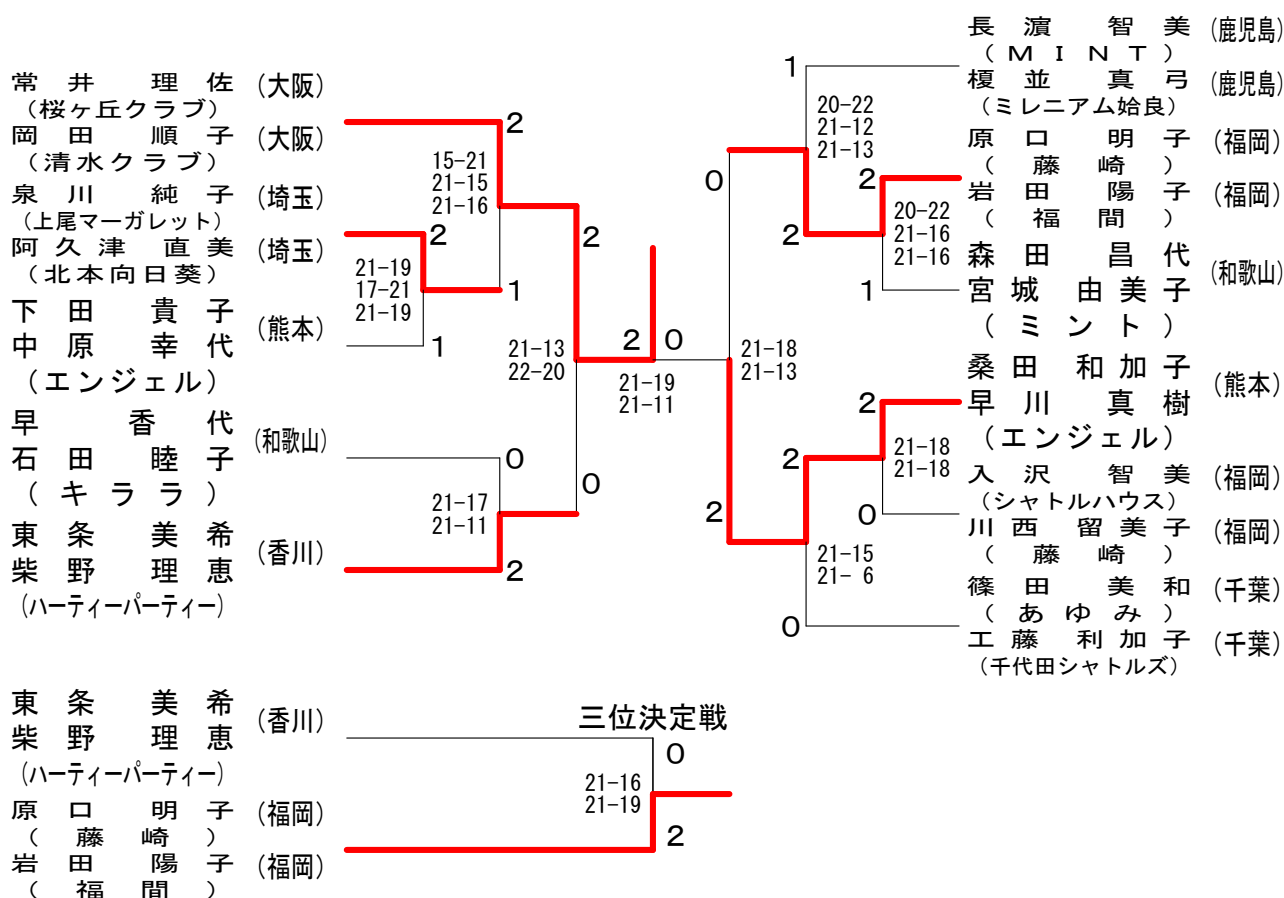 常井 理佐 (大阪)
(桜ヶ丘クラブ)
岡田 順子 (大阪)
(清水クラブ)
泉川 純子 (埼玉)
(上尾マーガレット)
阿久津 直美 (埼玉)
(北本向日葵)
下田 貴子
中原 幸代
(熊本)
(エンジェル)
早 香代
石田 睦子
(和歌山)
(キララ)
東条 美希
柴野 理恵
(香川)
(ハーティーパーティー)
2
15-21
21-15
21-16
2
21-19
17-21
21-19
1
1
2
21-13
22-20
0
21-17
21-11
2
0
2
0
21-19
21-11
長濵 智美 (鹿児島)
(MINT)
榎並 真弓 (鹿児島)
(ミレニアム姶良)
原口 明子 (福岡)
(藤崎)
岩田 陽子 (福岡)
(福間)
森田 昌代
宮城 由美子
(和歌山)
(ミント)
桑田 和加子
早川 真樹
(熊本)
(エンジェル)
入沢 智美 (福岡)
(シャトルハウス)
川西 留美子 (福岡)
(藤崎)
篠田 美和 (千葉)
(あゆみ)
工藤 利加子 (千葉)
(千代田シャトルズ)
1
20-22
21-12
21-13
2
0
2
20-22
21-16
21-16
1
21-18
21-13
2
21-18
21-18
0
2
2
21-15
21- 6
0
三位決定戦
東条 美希
柴野 理恵
(香川)
(ハーティーパーティー)
原口 明子 (福岡)
(藤崎)
岩田 陽子 (福岡)
(福間)
0
21-16
21-19
2